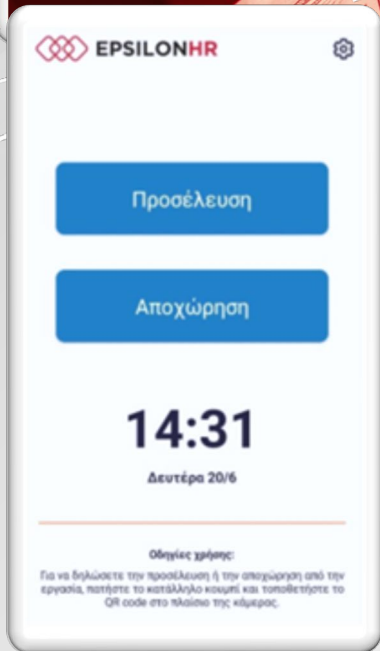 EPSILONHR
Προσέλευση
Αποχώρηση
14:31
Δευτέρα 20/6
Οδηγίες χρήσης:
Για να δηλώσετε την προσέλευση ή την αποχώρηση από την
εργασία, πατήστε το κατάλληλο κουμπί και τοποθετήστε το
QR code στο πλαίσιο της κάμερας.